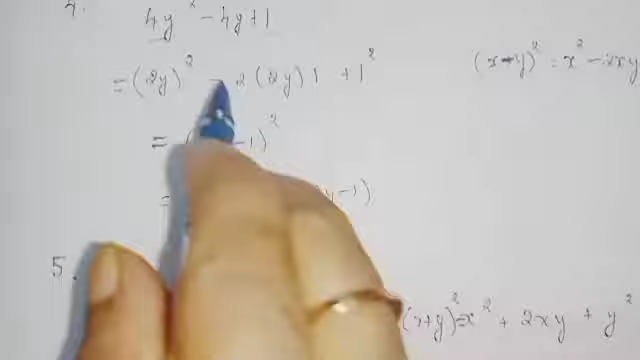 4.
4y² - 4y + 1
= (2y)² - 2(2y) 1 + 1²
(x - y)² = x² - 2xy
= ( -1)²
= y-1)
5.
(x+y)² = x² + 2xy + y²